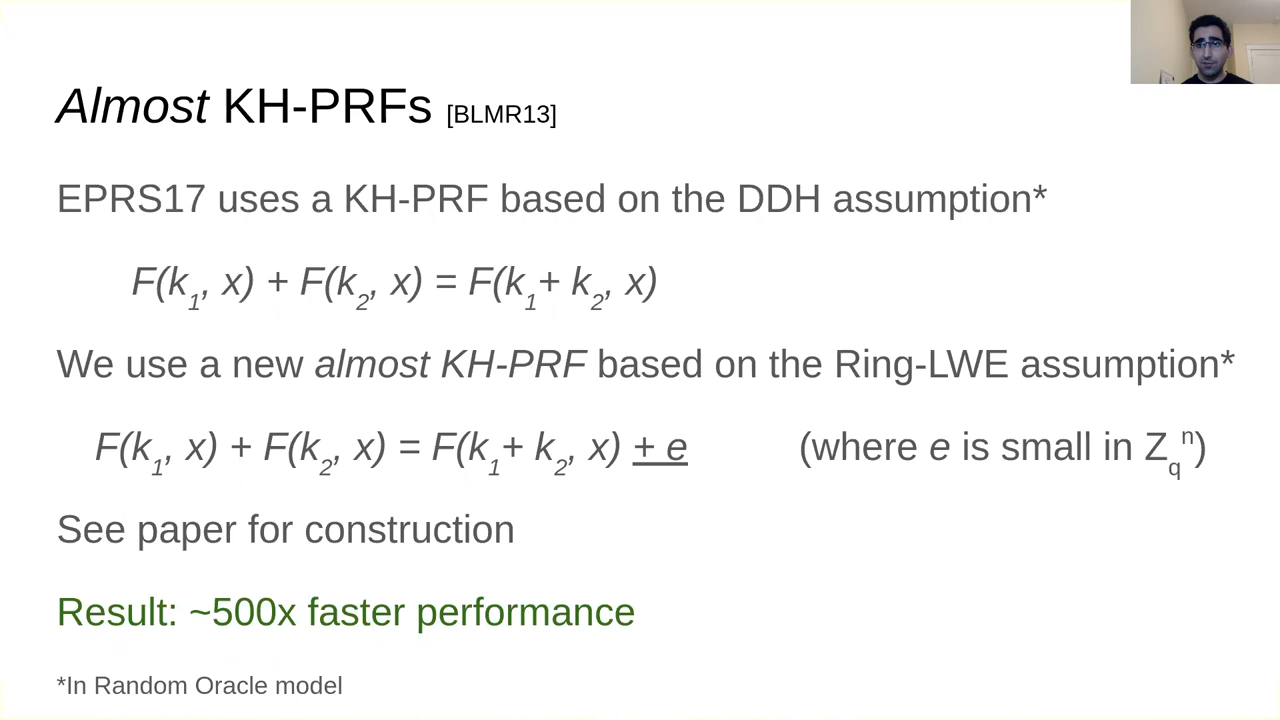 Almost KH-PRFs [BLMR13]
EPRS17 uses a KH-PRF based on the DDH assumption*
F(k₁, x) + F(k₂, x) = F(k₁+ k₂, x)
We use a new almost KH-PRF based on the Ring-LWE assumption*
F(k₁, x) + F(k₂, x) = F(k₁+ k₂, x) + e (where e is small in Z_q^n)
See paper for construction
Result: ~500x faster performance
*In Random Oracle model